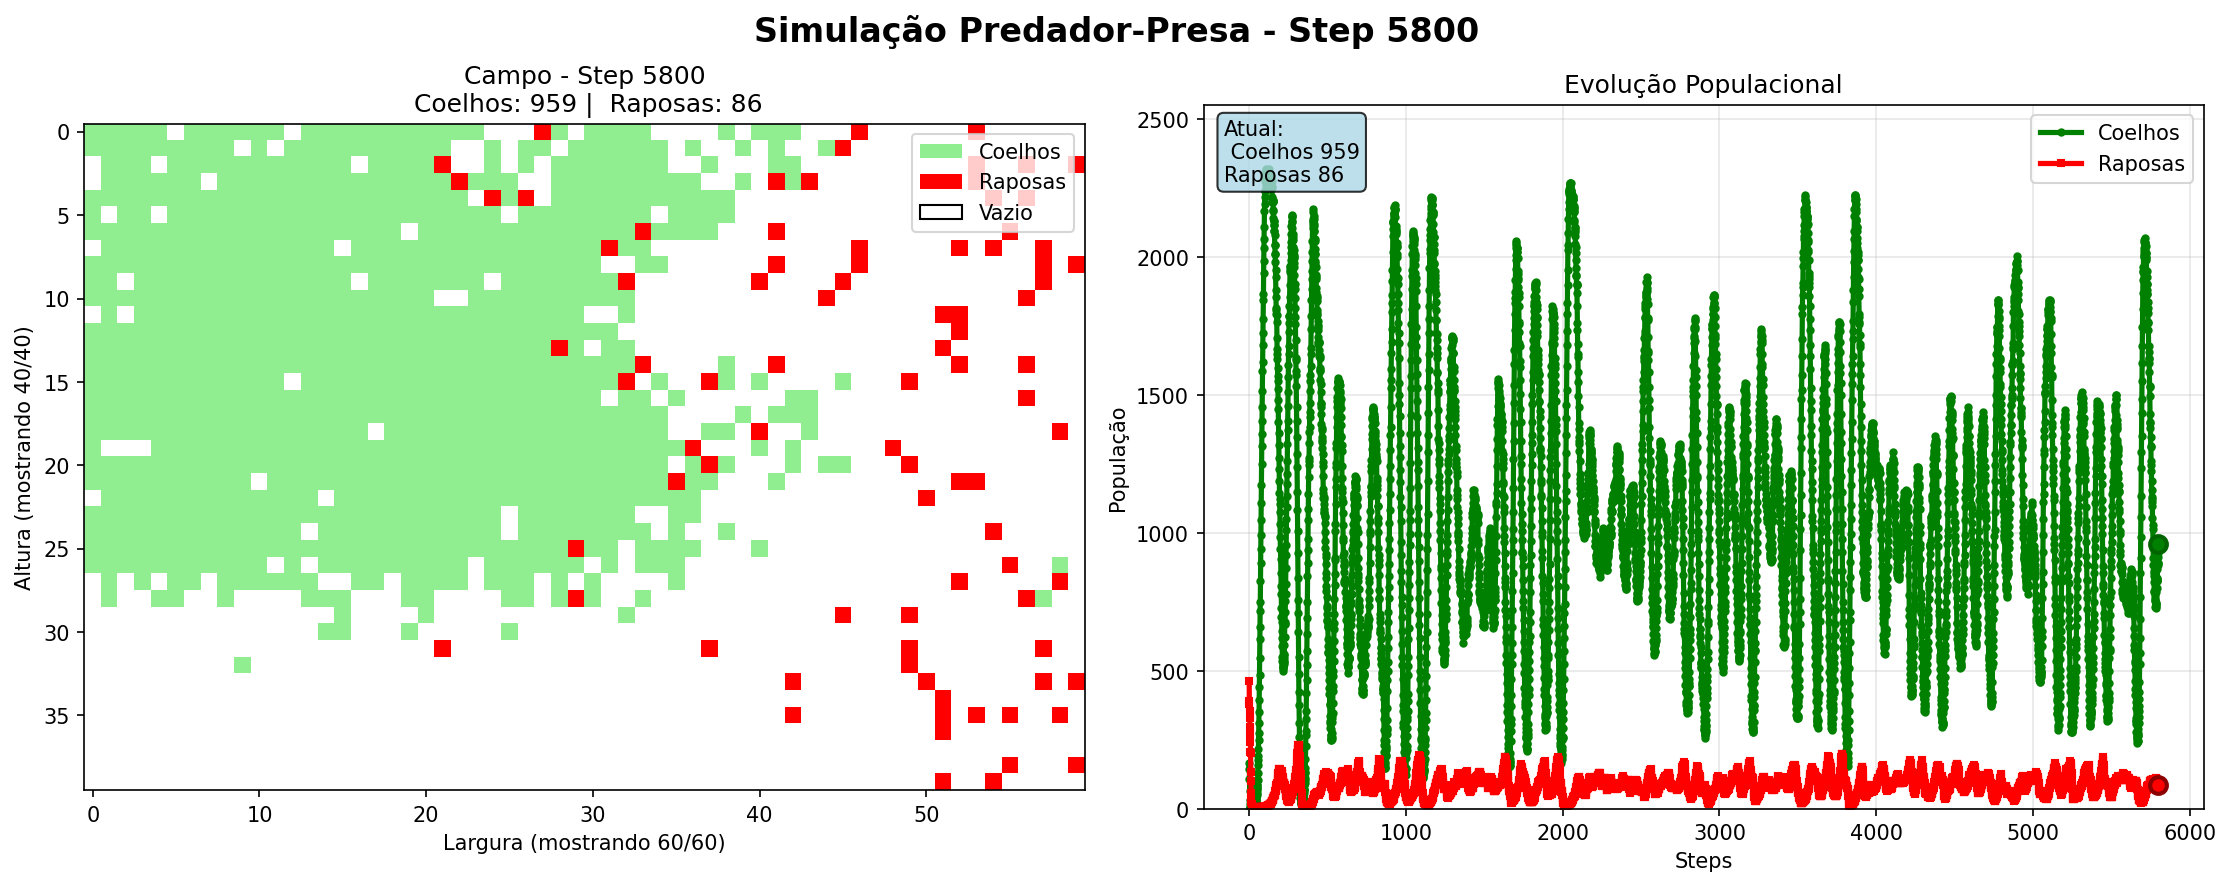 Simulação Predador-Presa - Step 5800
Campo - Step 5800
Coelhos: 959 |  Raposas: 86
Coelhos
Raposas
Vazio
0
5
10
15
20
25
30
35
Altura (mostrando 40/40)
0
10
20
30
40
50
Largura (mostrando 60/60)
Evolução Populacional
Atual:
Coelhos 959
Raposas 86
Coelhos
Raposas
2500
2000
1500
1000
500
0
População
0
1000
2000
3000
4000
5000
6000
Steps